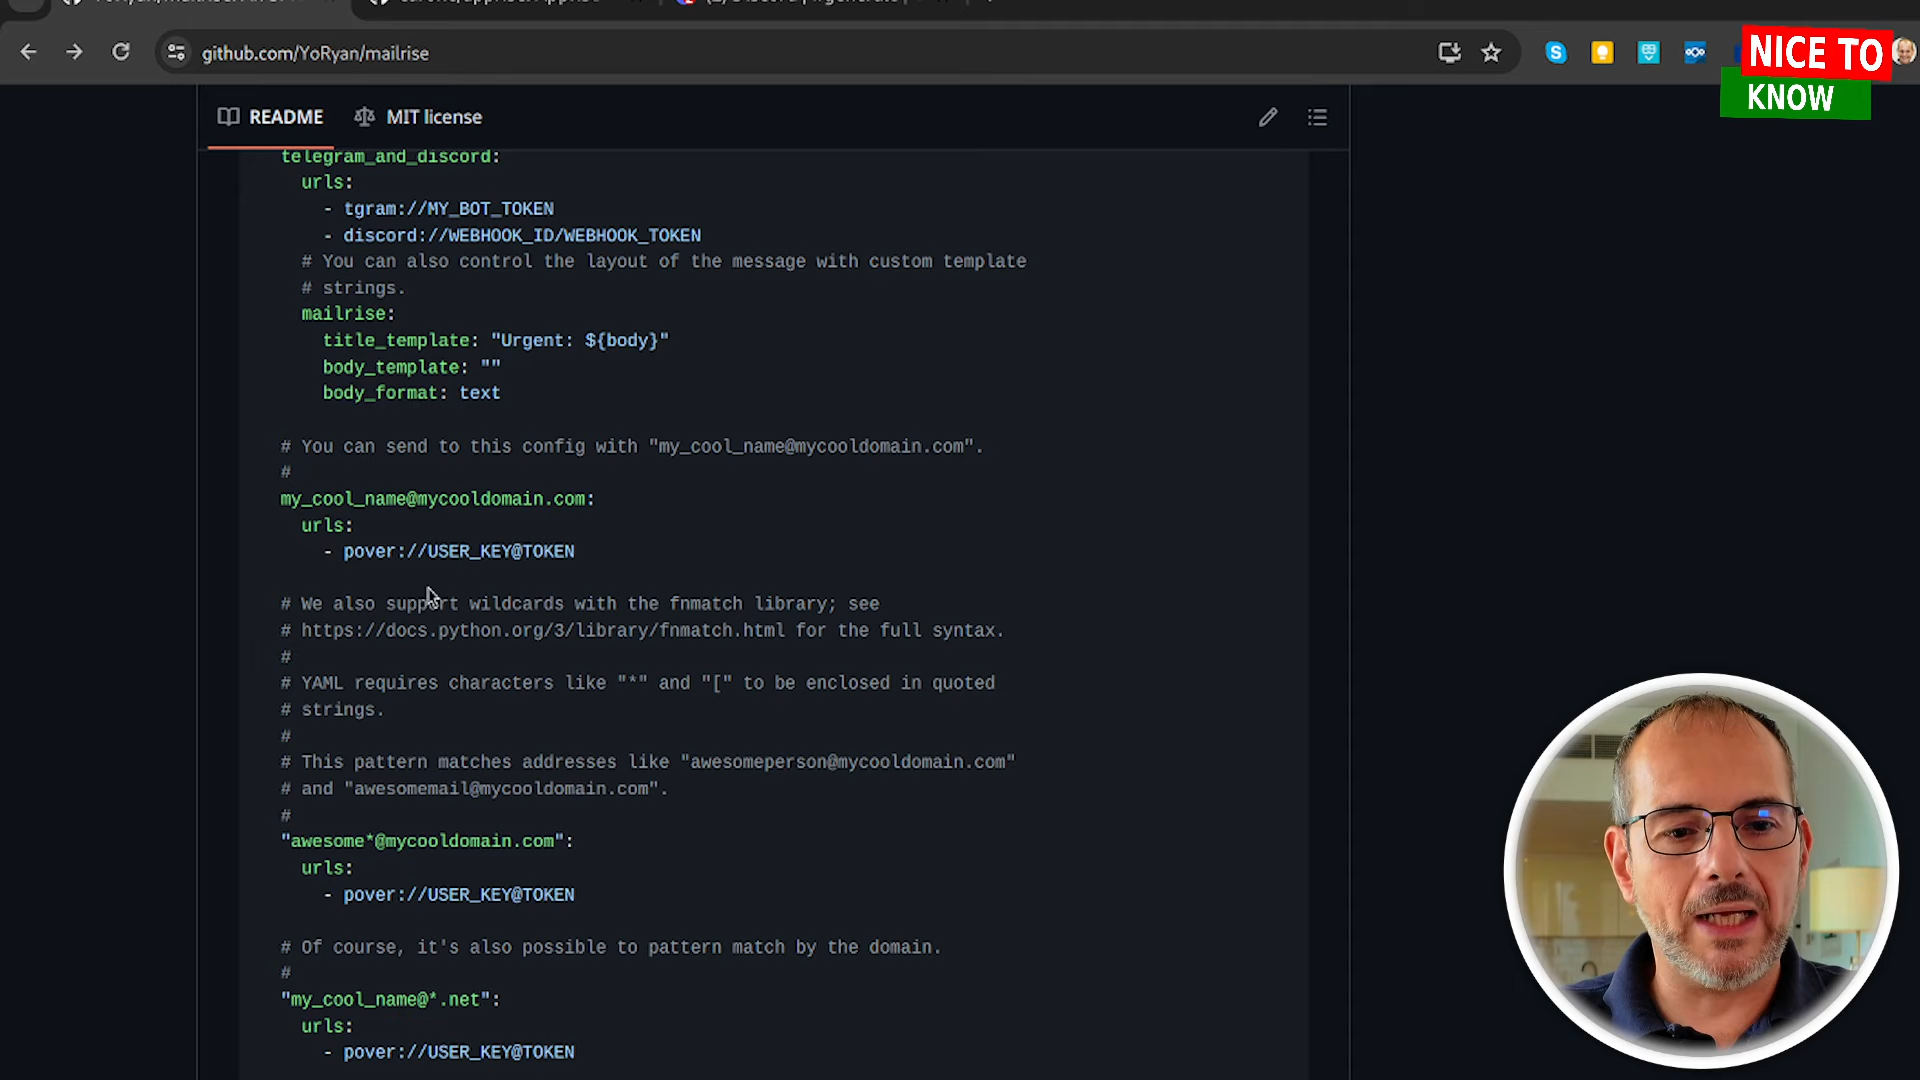 github.com/YoRyan/mailrise
NICE TO
KNOW
README
MIT license
telegram_and_discord:
urls:
- tgram://MY_BOT_TOKEN
- discord://WEBHOOK_ID/WEBHOOK_TOKEN
# You can also control the layout of the message with custom template
# strings.
mailrise:
title_template: "Urgent: ${body}"
body_template: ""
body_format: text
# You can send to this config with "my_cool_name@mycooldomain.com".
#
my_cool_name@mycooldomain.com:
urls:
- pover://USER_KEY@TOKEN
# We also support wildcards with the fnmatch library; see
# https://docs.python.org/3/library/fnmatch.html for the full syntax.
#
# YAML requires characters like "*" and "[" to be enclosed in quoted
# strings.
#
# This pattern matches addresses like "awesomeperson@mycooldomain.com"
# and "awesomemail@mycooldomain.com".
#
"awesome*@mycooldomain.com":
urls:
- pover://USER_KEY@TOKEN
# Of course, it's also possible to pattern match by the domain.
#
"my_cool_name@*.net":
urls:
- pover://USER_KEY@TOKEN